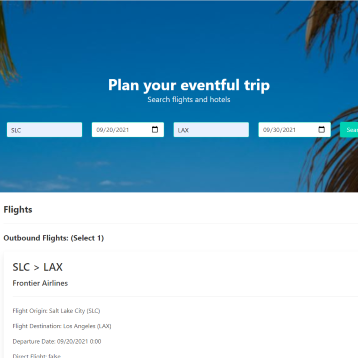 Plan your eventful trip
Search flights and hotels
SLC 09/20/2021 LAX 09/30/2021 Sea
Flights
Outbound Flights: (Select 1)
SLC > LAX
Frontier Airlines
Flight Origin: Salt Lake City (SLC)
Flight Destination: Los Angeles (LAX)
Departure Date: 09/20/2021 0:00
Direct Flight: false